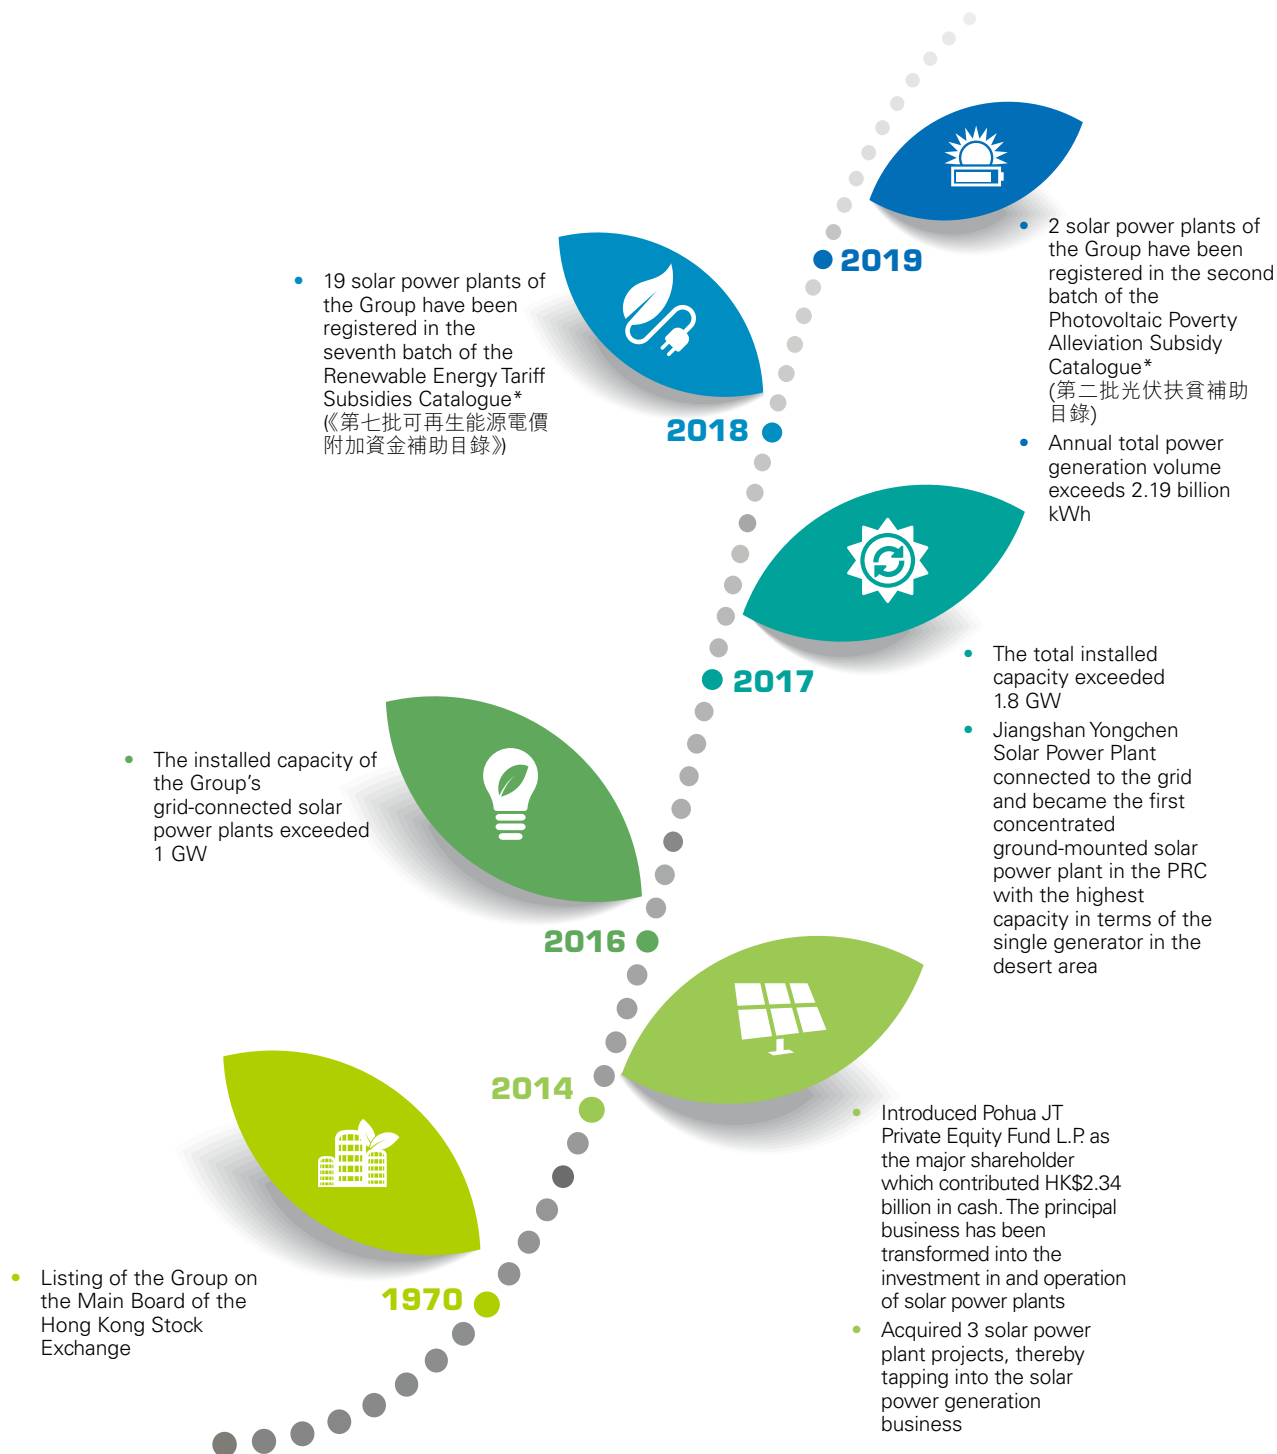 2019
• 2 solar power plants of
the Group have been
registered in the second
batch of the
Photovoltaic Poverty
Alleviation Subsidy
Catalogue*
(第二批光伏扶貧補助
目錄)
• Annual total power
generation volume
exceeds 2.19 billion
kWh
2018
• 19 solar power plants of
the Group have been
registered in the
seventh batch of the
Renewable Energy Tariff
Subsidies Catalogue*
(《第七批可再生能源電價
附加資金補助目錄》)
2017
• The total installed
capacity exceeded
1.8 GW
• Jiangshan Yongchen
Solar Power Plant
connected to the grid
and became the first
concentrated
ground-mounted solar
power plant in the PRC
with the highest
capacity in terms of the
single generator in the
desert area
2016
• The installed capacity of
the Group's
grid-connected solar
power plants exceeded
1 GW
2014
• Introduced Pohua JT
Private Equity Fund L.P. as
the major shareholder
which contributed HK$2.34
billion in cash. The principal
business has been
transformed into the
investment in and operation
of solar power plants
• Acquired 3 solar power
plant projects, thereby
tapping into the solar
power generation
business
1970
• Listing of the Group on
the Main Board of the
Hong Kong Stock
Exchange